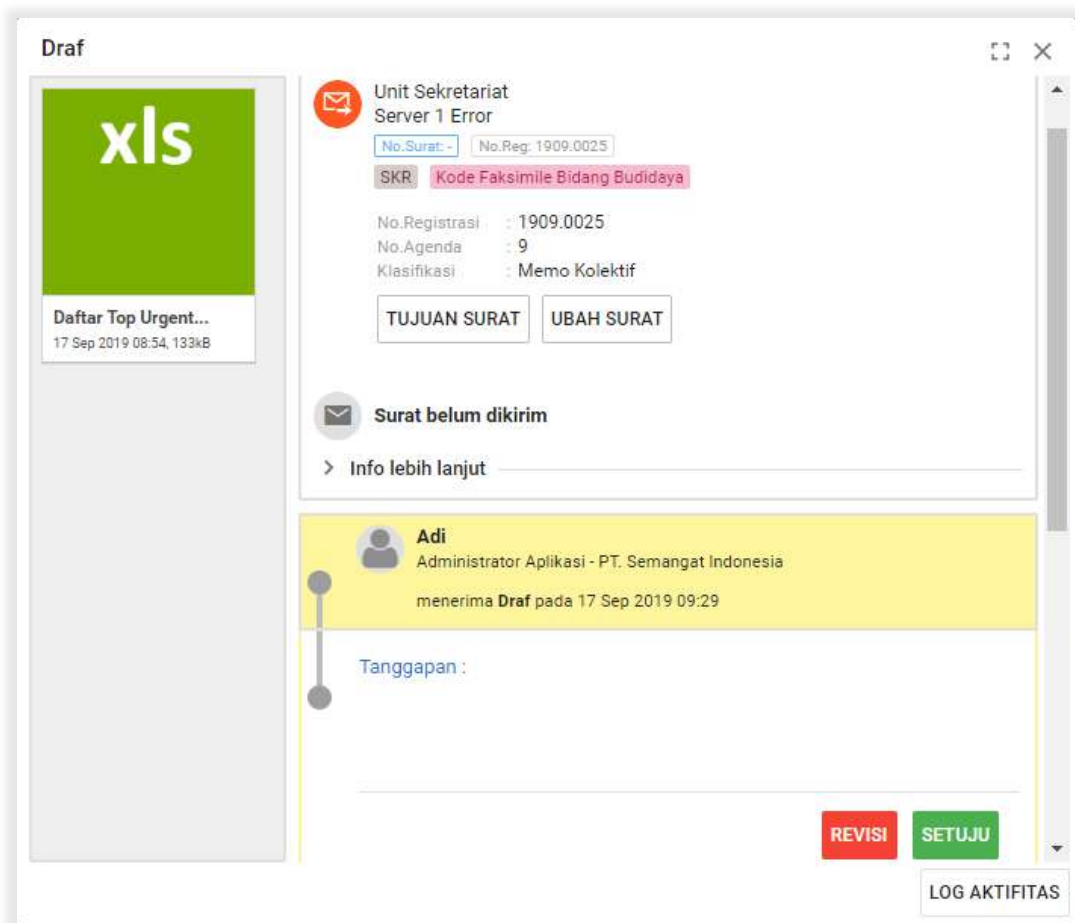 Draf
xls
Daftar Top Urgent...
17 Sep 2019 08:54, 133kB
Unit Sekretariat
Server 1 Error
No.Surat: - No.Reg: 1909.0025
SKR Kode Faksimile Bidang Budidaya
No.Registrasi : 1909.0025
No.Agenda : 9
Klasifikasi : Memo Kolektif
TUJUAN SURAT UBAH SURAT
Surat belum dikirim
Info lebih lanjut
Adi
Administrator Aplikasi - PT. Semangat Indonesia
menerima Draf pada 17 Sep 2019 09:29
Tanggapan :
REVISI SETUJU
LOG AKTIFITAS